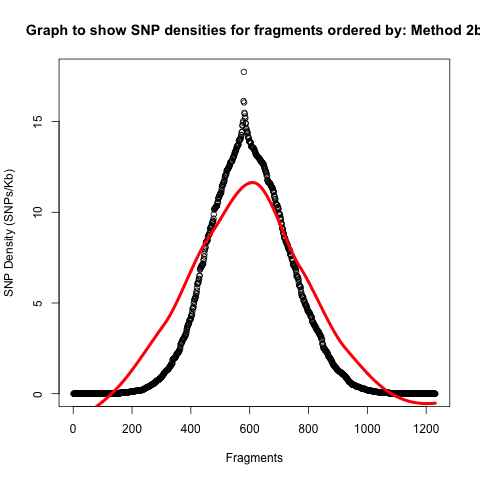 Graph to show SNP densities for fragments ordered by: Method 2b
15
10
5
0
SNP Density (SNPs/Kb)
0 200 400 600 800 1000 1200
Fragments